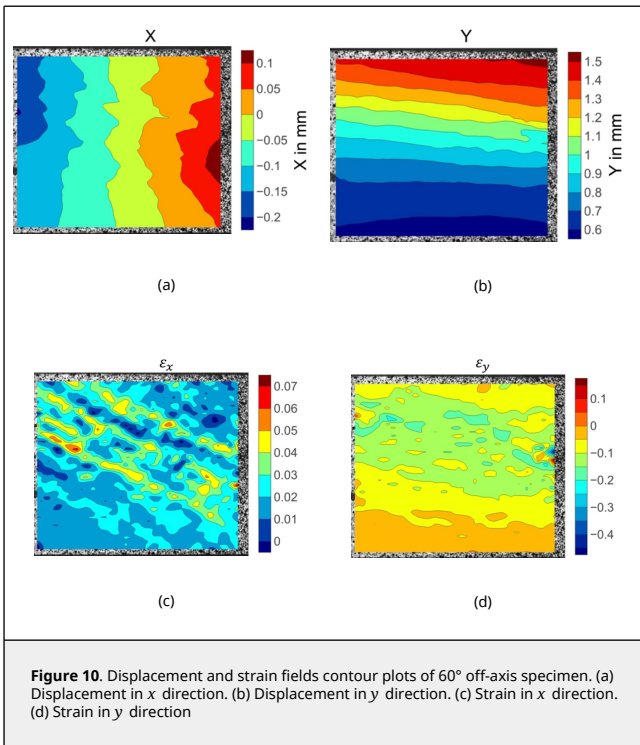 X
0.1
0.05
0
−0.05
−0.1
−0.15
−0.2
X in mm
(a)
Y
1.5
1.4
1.3
1.2
1.1
1
0.9
0.8
0.7
0.6
Y in mm
(b)
εx
0.07
0.06
0.05
0.04
0.03
0.02
0.01
0
(c)
εy
0.1
0
−0.1
−0.2
−0.3
−0.4
(d)
Figure 10. Displacement and strain fields contour plots of 60° off-axis specimen. (a)
Displacement in x direction. (b) Displacement in y direction. (c) Strain in x direction.
(d) Strain in y direction